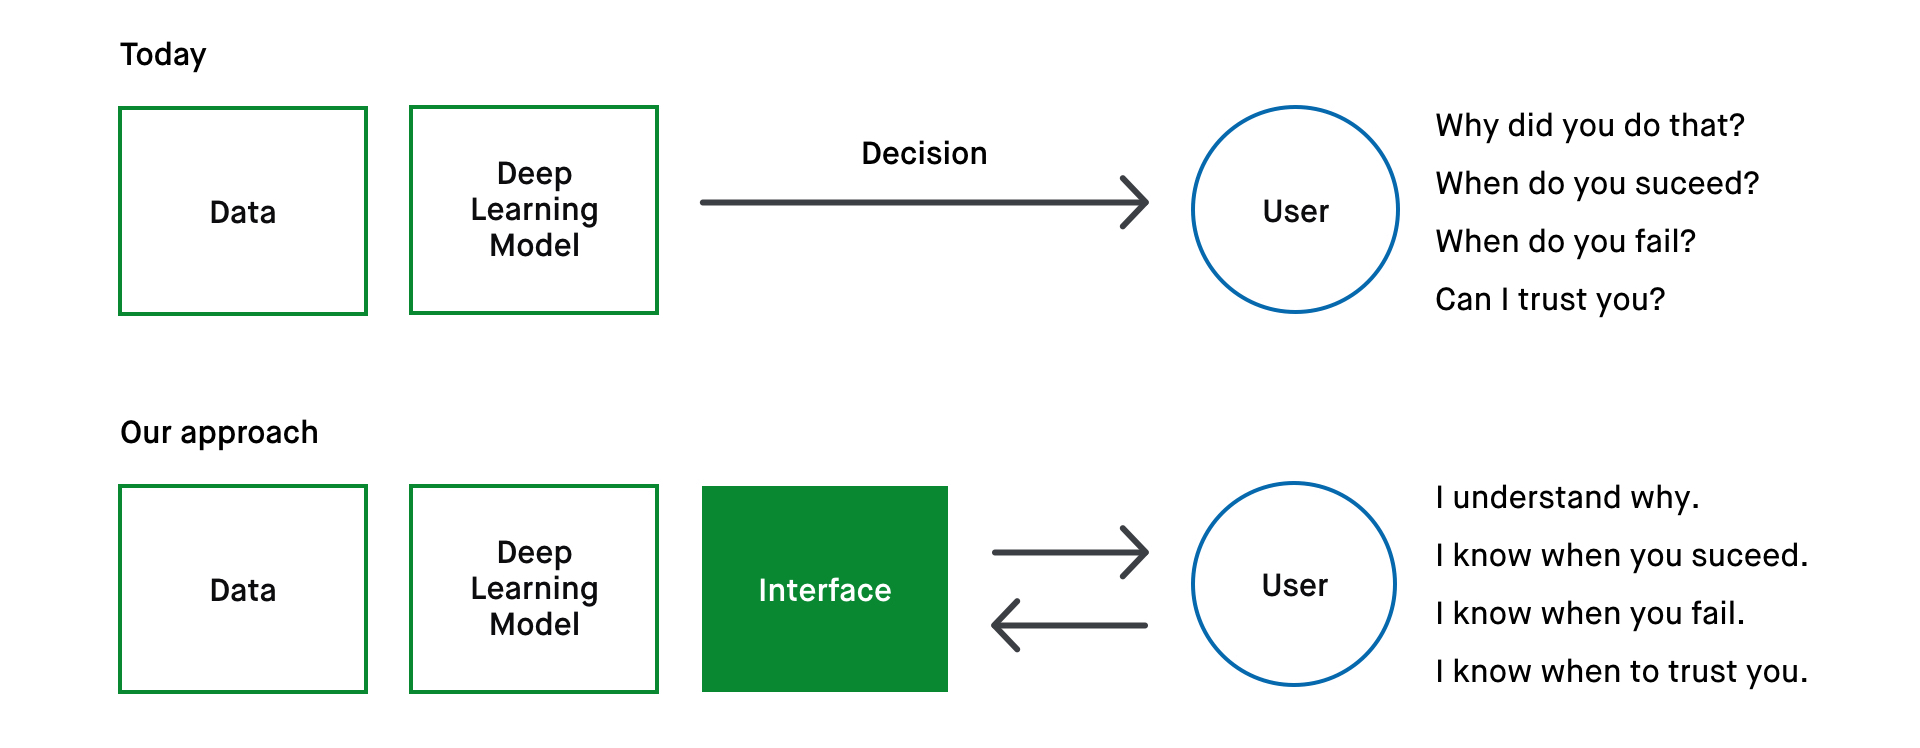 Today
Data
Deep
Learning
Model
Decision
User
Why did you do that?
When do you suceed?
When do you fail?
Can I trust you?
Our approach
Data
Deep
Learning
Model
Interface
User
I understand why.
I know when you suceed.
I know when you fail.
I know when to trust you.